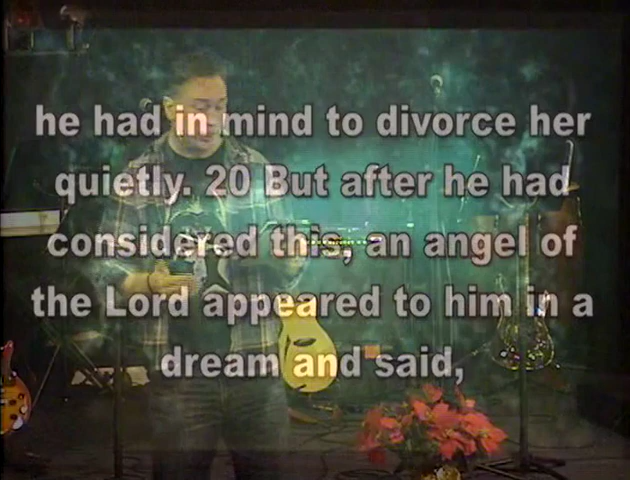 he had in mind to divorce her
quietly. 20 But after he had
considered this, an angel of
the Lord appeared to him in a
dream and said,